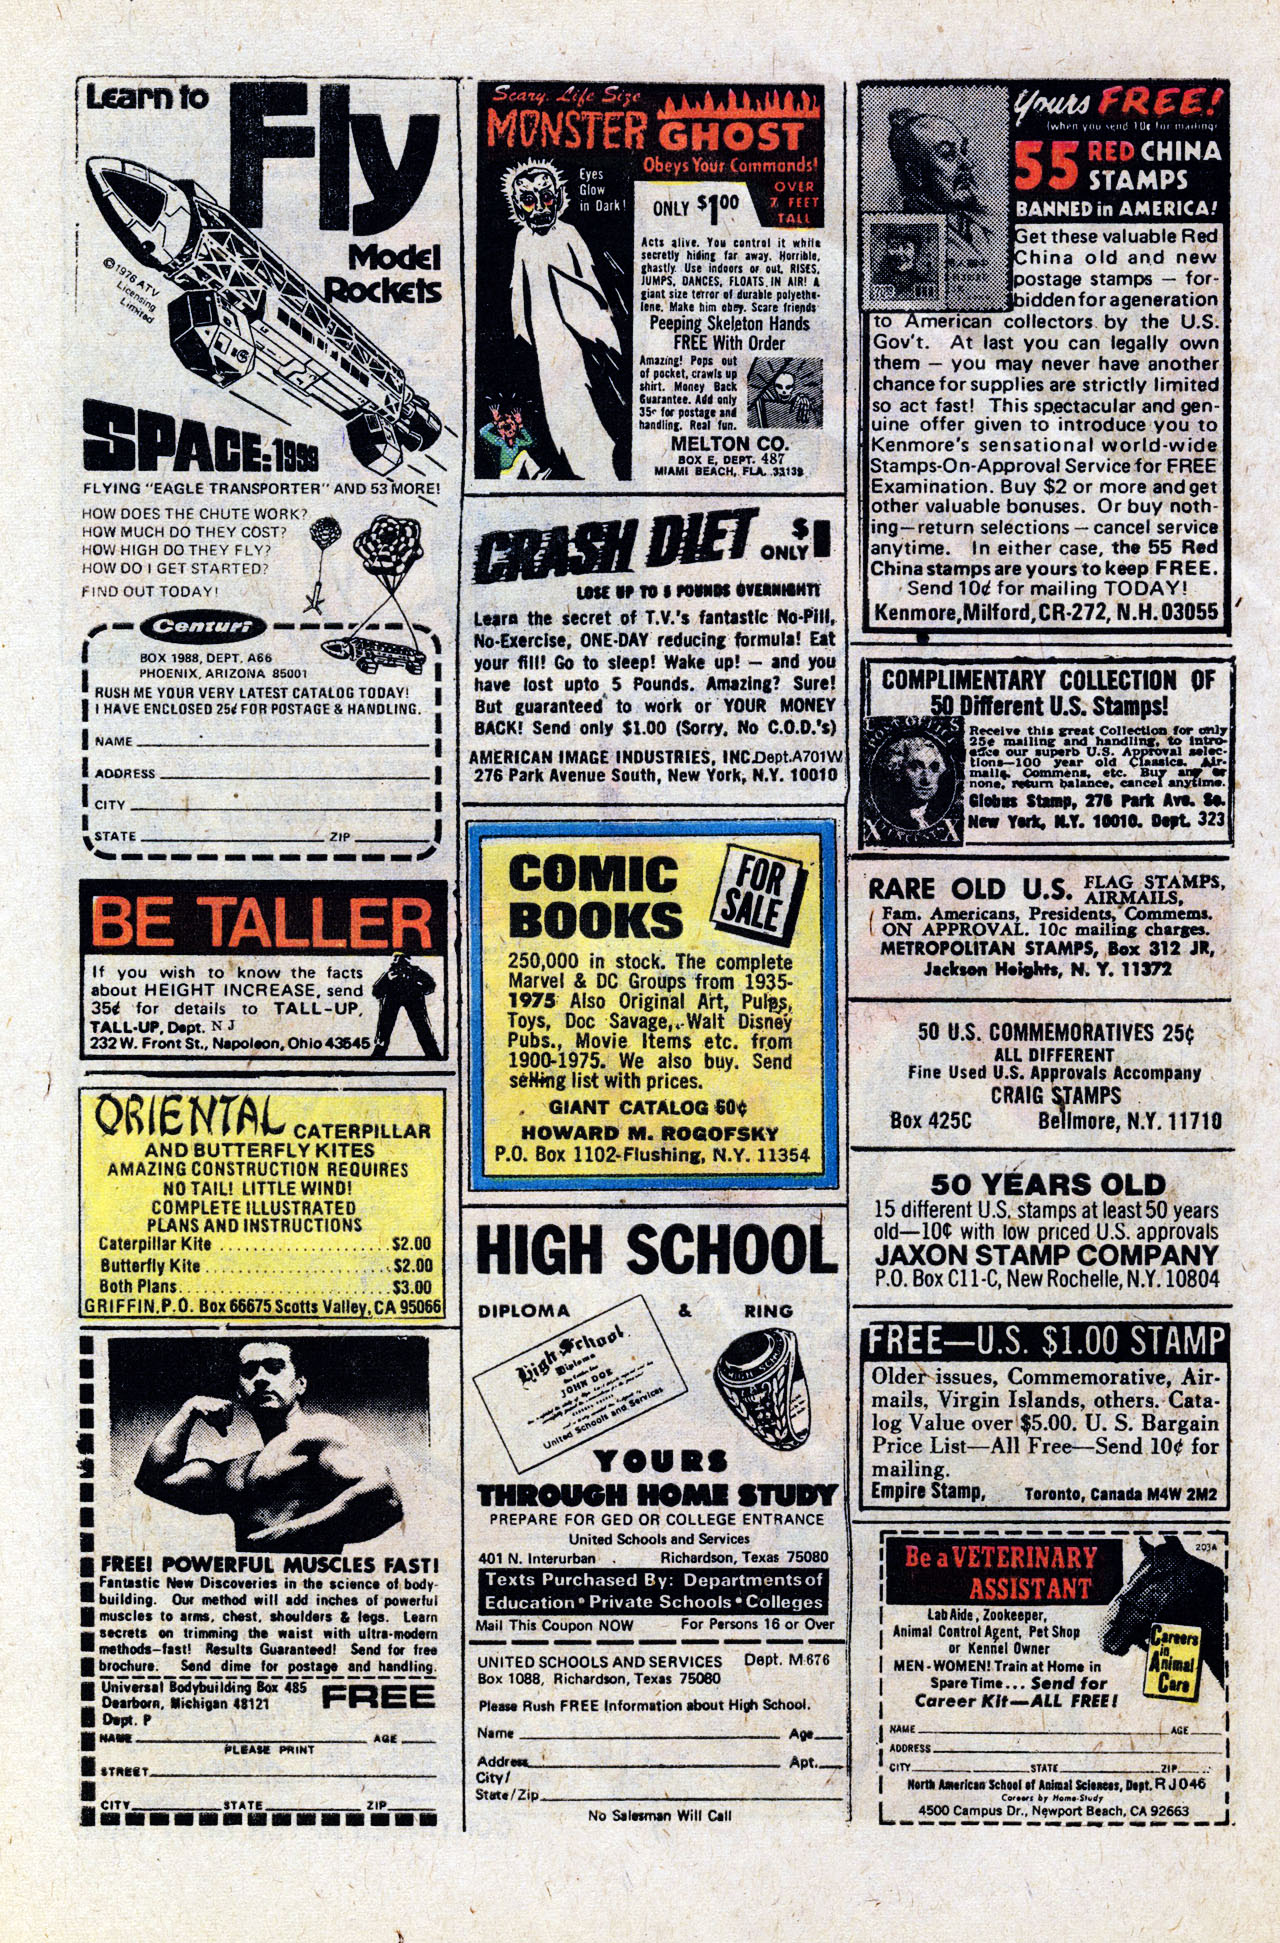 Learn to
Fly
Model
Rockets
©1976 ATV
Licensing
Limited
SPACE:1999
FLYING "EAGLE TRANSPORTER" AND 53 MORE!
HOW DOES THE CHUTE WORK?
HOW MUCH DO THEY COST?
HOW HIGH DO THEY FLY?
HOW DO I GET STARTED?
FIND OUT TODAY!
Centuri
BOX 1988, DEPT. A66
PHOENIX, ARIZONA 85001
RUSH ME YOUR VERY LATEST CATALOG TODAY!
I HAVE ENCLOSED 25¢ FOR POSTAGE & HANDLING.
NAME
ADDRESS
CITY
STATE ZIP
BE TALLER
If you wish to know the facts
about HEIGHT INCREASE, send
35¢ for details to TALL-UP,
TALL-UP, Dept. N J
232 W. Front St., Napoleon, Ohio 43545
ORIENTAL CATERPILLAR
AND BUTTERFLY KITES
AMAZING CONSTRUCTION REQUIRES
NO TAIL! LITTLE WIND!
COMPLETE ILLUSTRATED
PLANS AND INSTRUCTIONS
Caterpillar Kite ..................... $2.00
Butterfly Kite ....................... $2.00
Both Plans.......................... $3.00
GRIFFIN, P.O. Box 66675 Scotts Valley, CA 95066
FREE! POWERFUL MUSCLES FAST!
Fantastic New Discoveries in the science of body-
building. Our method will add inches of powerful
muscles to arms, chest, shoulders & legs. Learn
secrets on trimming the waist with ultra-modern
methods—fast! Results Guaranteed! Send for free
brochure. Send dime for postage and handling.
Universal Bodybuilding Box 485
Dearborn, Michigan 48121
Dept. P
FREE
NAME AGE
PLEASE PRINT
STREET
CITY STATE ZIP
Scary, Life Size
MONSTER GHOST
Obeys Your Commands!
Eyes
Glow
in Dark!
ONLY $1.00
OVER
7 FEET
TALL
Acts alive. You control it while
secretly hiding far away. Horrible,
ghastly. Use indoors or out. RISES,
JUMPS, DANCES, FLOATS IN AIR! A
giant size terror of durable polyethe-
lene. Make him obey. Scare friends
Peeping Skeleton Hands
FREE With Order
Amazing! Pops out
of pocket, crawls up
shirt. Money Back
Guarantee. Add only
35¢ for postage and
handling. Real fun.
MELTON CO.
BOX E, DEPT. 487
MIAMI BEACH, FLA. 33139
CRASH DIET ONLY $1
LOSE UP TO 5 POUNDS OVERNIGHT!
Learn the secret of T.V.'s fantastic No-Pill,
No-Exercise, ONE-DAY reducing formula! Eat
your fill! Go to sleep! Wake up! — and you
have lost upto 5 Pounds. Amazing? Sure!
But guaranteed to work or YOUR MONEY
BACK! Send only $1.00 (Sorry, No C.O.D.'s)
AMERICAN IMAGE INDUSTRIES, INC. Dept. A701W
276 Park Avenue South, New York, N.Y. 10010
COMIC
BOOKS
FOR
SALE
250,000 in stock. The complete
Marvel & DC Groups from 1935-
1975 Also Original Art, Pulps,
Toys, Doc Savage, Walt Disney
Pubs., Movie Items etc. from
1900-1975. We also buy. Send
selling list with prices.
GIANT CATALOG 60¢
HOWARD M. ROGOFSKY
P.O. Box 1102-Flushing, N.Y. 11354
HIGH SCHOOL
DIPLOMA & RING
High School
Diploma
JOHN DOE
United Schools and Services
YOURS
THROUGH HOME STUDY
PREPARE FOR GED OR COLLEGE ENTRANCE
United Schools and Services
401 N. Interurban . Richardson, Texas 75080
Texts Purchased By: Departments of
Education • Private Schools • Colleges
Mail This Coupon NOW For Persons 16 or Over
UNITED SCHOOLS AND SERVICES Dept. M676
Box 1088, Richardson, Texas 75080
Please Rush FREE Information about High School.
Name Age
Address Apt.
City/
State/Zip
No Salesman Will Call
Yours FREE!
(when you send 10¢ for mailing)
55 RED CHINA
STAMPS
BANNED in AMERICA!
Get these valuable Red
China old and new
postage stamps — for-
bidden for a generation
to American collectors by the U.S.
Gov't. At last you can legally own
them — you may never have another
chance for supplies are strictly limited
so act fast! This spectacular and gen-
uine offer given to introduce you to
Kenmore's sensational world-wide
Stamps-On-Approval Service for FREE
Examination. Buy $2 or more and get
other valuable bonuses. Or buy noth-
ing—return selections—cancel service
anytime. In either case, the 55 Red
China stamps are yours to keep FREE.
Send 10¢ for mailing TODAY!
Kenmore, Milford, CR-272, N.H. 03055
COMPLIMENTARY COLLECTION OF
50 Different U.S. Stamps!
Receive this great Collection for only
25¢ mailing and handling, to intro-
duce our superb U.S. Approval selec-
tions—100 year old Classics. Air-
mails, Commens, etc. Buy any or
none, return balance, cancel anytime.
Globus Stamp, 276 Park Ave. So.
New York, N.Y. 10010. Dept. 323
RARE OLD U.S. FLAG STAMPS,
AIRMAILS,
Fam. Americans, Presidents, Commems.
ON APPROVAL. 10c mailing charges.
METROPOLITAN STAMPS, Box 312 JR,
Jackson Heights, N. Y. 11372
50 U.S. COMMEMORATIVES 25¢
ALL DIFFERENT
Fine Used U.S. Approvals Accompany
CRAIG STAMPS
Box 425C Bellmore, N.Y. 11710
50 YEARS OLD
15 different U.S. stamps at least 50 years
old—10¢ with low priced U.S. approvals
JAXON STAMP COMPANY
P.O. Box C11-C, New Rochelle, N.Y. 10804
FREE—U.S. $1.00 STAMP
Older issues, Commemorative, Air-
mails, Virgin Islands, others. Cata-
log Value over $5.00. U. S. Bargain
Price List—All Free—Send 10¢ for
mailing.
Empire Stamp, Toronto, Canada M4W 2M2
203A
Be a VETERINARY
ASSISTANT
Lab Aide, Zookeeper,
Animal Control Agent, Pet Shop
or Kennel Owner
MEN-WOMEN! Train at Home in
Spare Time... Send for
Career Kit—ALL FREE!
Careers
in
Animal
Care
NAME AGE
ADDRESS
CITY STATE ZIP
North American School of Animal Sciences, Dept. RJ046
Careers by Home-Study
4500 Campus Dr., Newport Beach, CA 92663